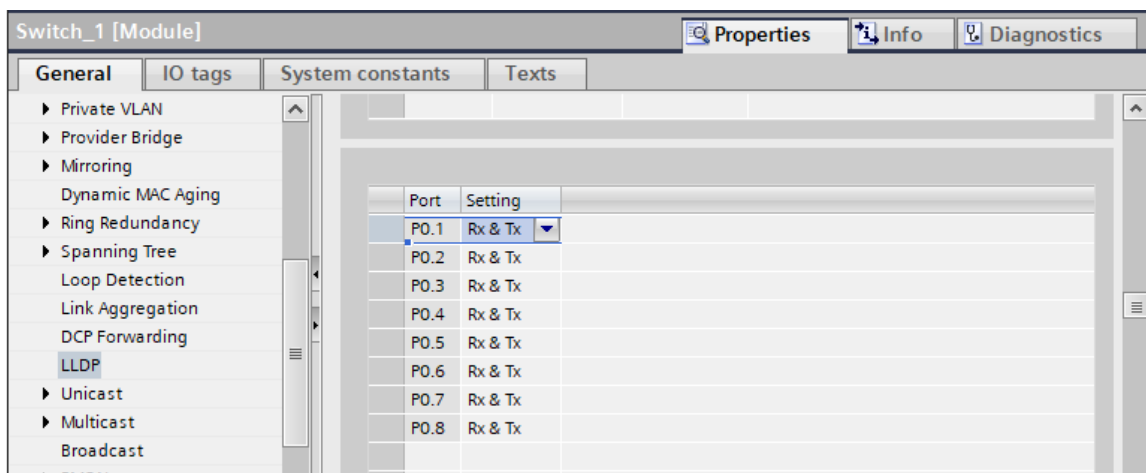 Switch_1 [Module]
Properties
Info
Diagnostics
General
IO tags
System constants
Texts
Private VLAN
Provider Bridge
Mirroring
Dynamic MAC Aging
Ring Redundancy
Spanning Tree
Loop Detection
Link Aggregation
DCP Forwarding
LLDP
Unicast
Multicast
Broadcast
Port Setting
P0.1 Rx & Tx
P0.2 Rx & Tx
P0.3 Rx & Tx
P0.4 Rx & Tx
P0.5 Rx & Tx
P0.6 Rx & Tx
P0.7 Rx & Tx
P0.8 Rx & Tx